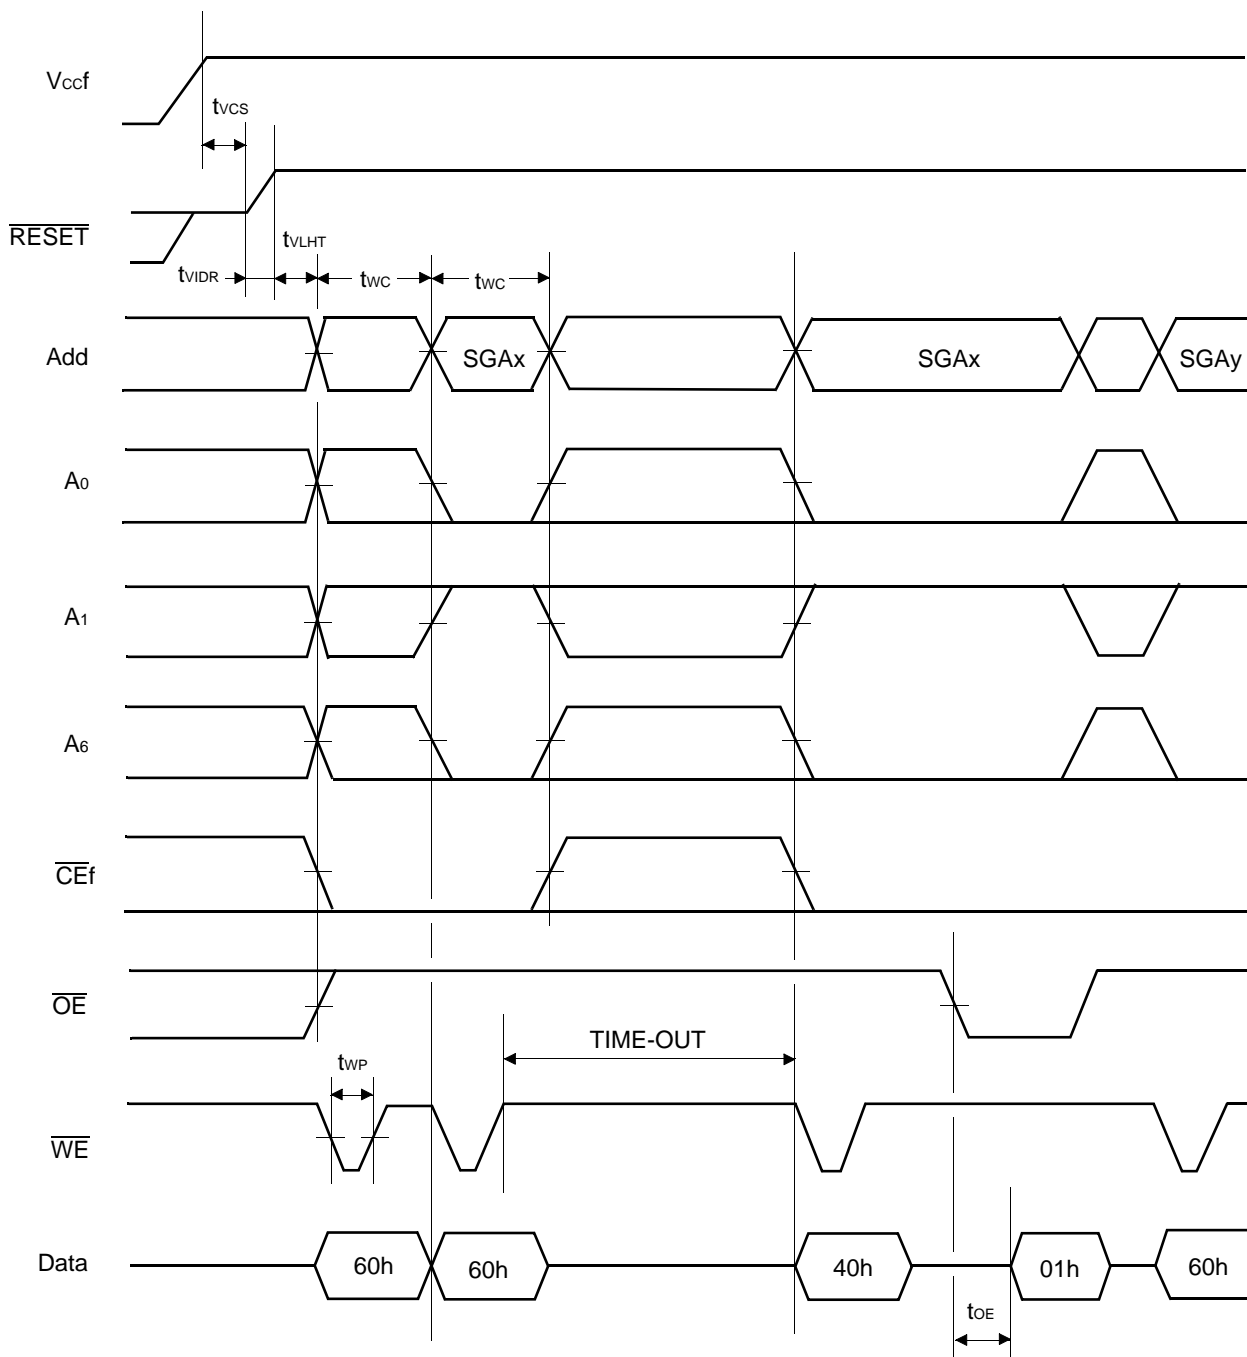 Vccf
tVCS
RESET
tVLHT
tVIDR
tWC
tWC
Add
SGAx
SGAx
SGAy
A0
A1
A6
CEf
OE
TIME-OUT
tWP
WE
Data
60h
60h
40h
01h
60h
tOE